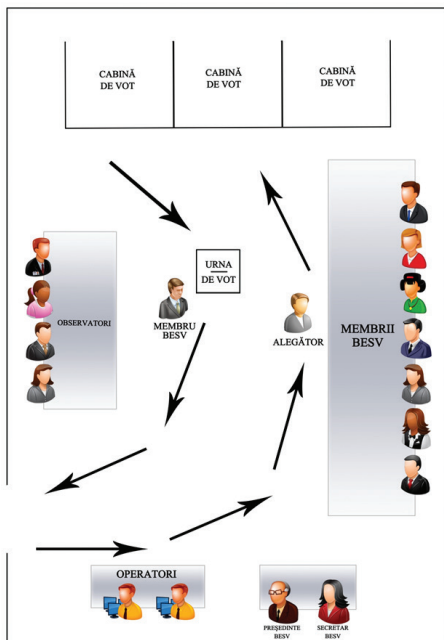 CABINĂ
DE VOT
CABINĂ
DE VOT
CABINĂ
DE VOT
URNA
DE VOT
MEMBRU
BESV
ALEGĂTOR
OBSERVATORI
MEMBRII
BESV
OPERATORI
PREȘEDINTE
BESV
SECRETAR
BESV